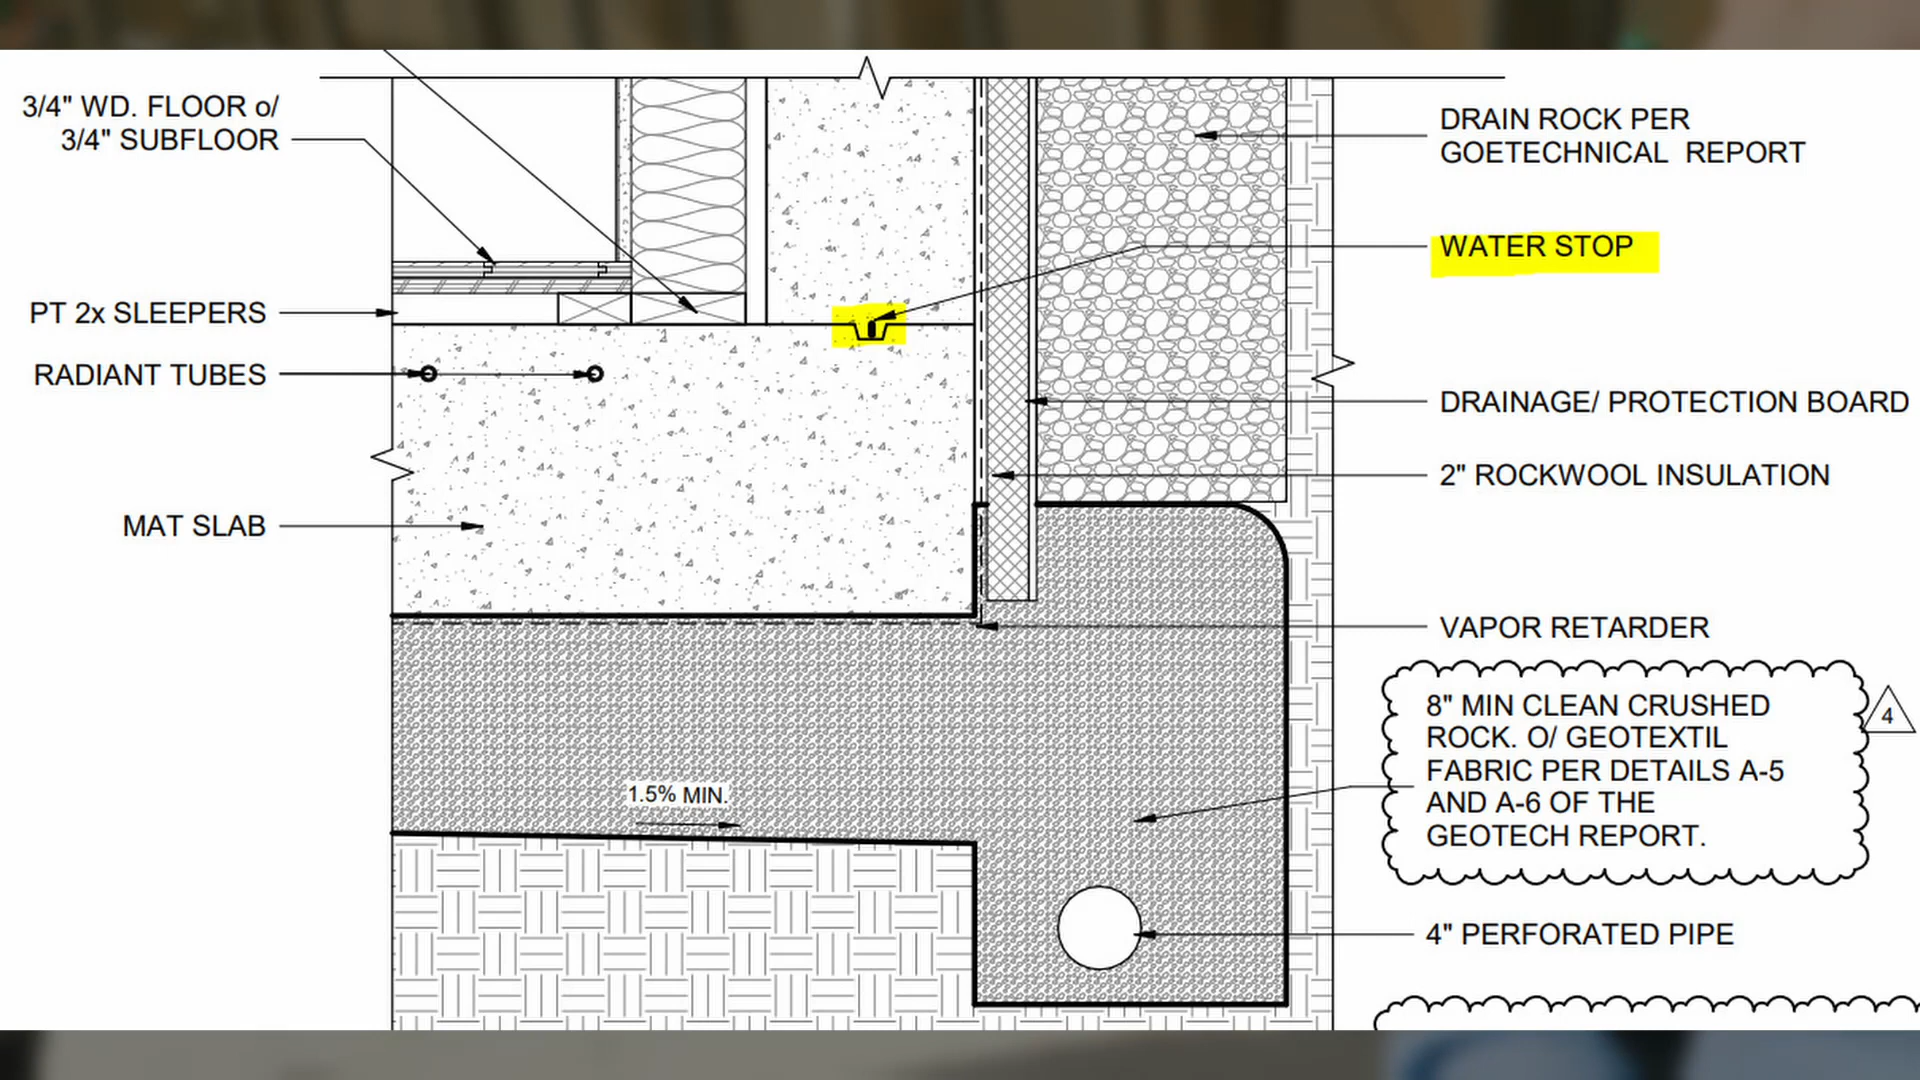 3/4" WD. FLOOR o/
3/4" SUBFLOOR
PT 2x SLEEPERS
RADIANT TUBES
MAT SLAB
1.5% MIN.
DRAIN ROCK PER
GOETECHNICAL REPORT
WATER STOP
DRAINAGE/ PROTECTION BOARD
2" ROCKWOOL INSULATION
VAPOR RETARDER
8" MIN CLEAN CRUSHED
ROCK. O/ GEOTEXTIL
FABRIC PER DETAILS A-5
AND A-6 OF THE
GEOTECH REPORT.
4
4" PERFORATED PIPE